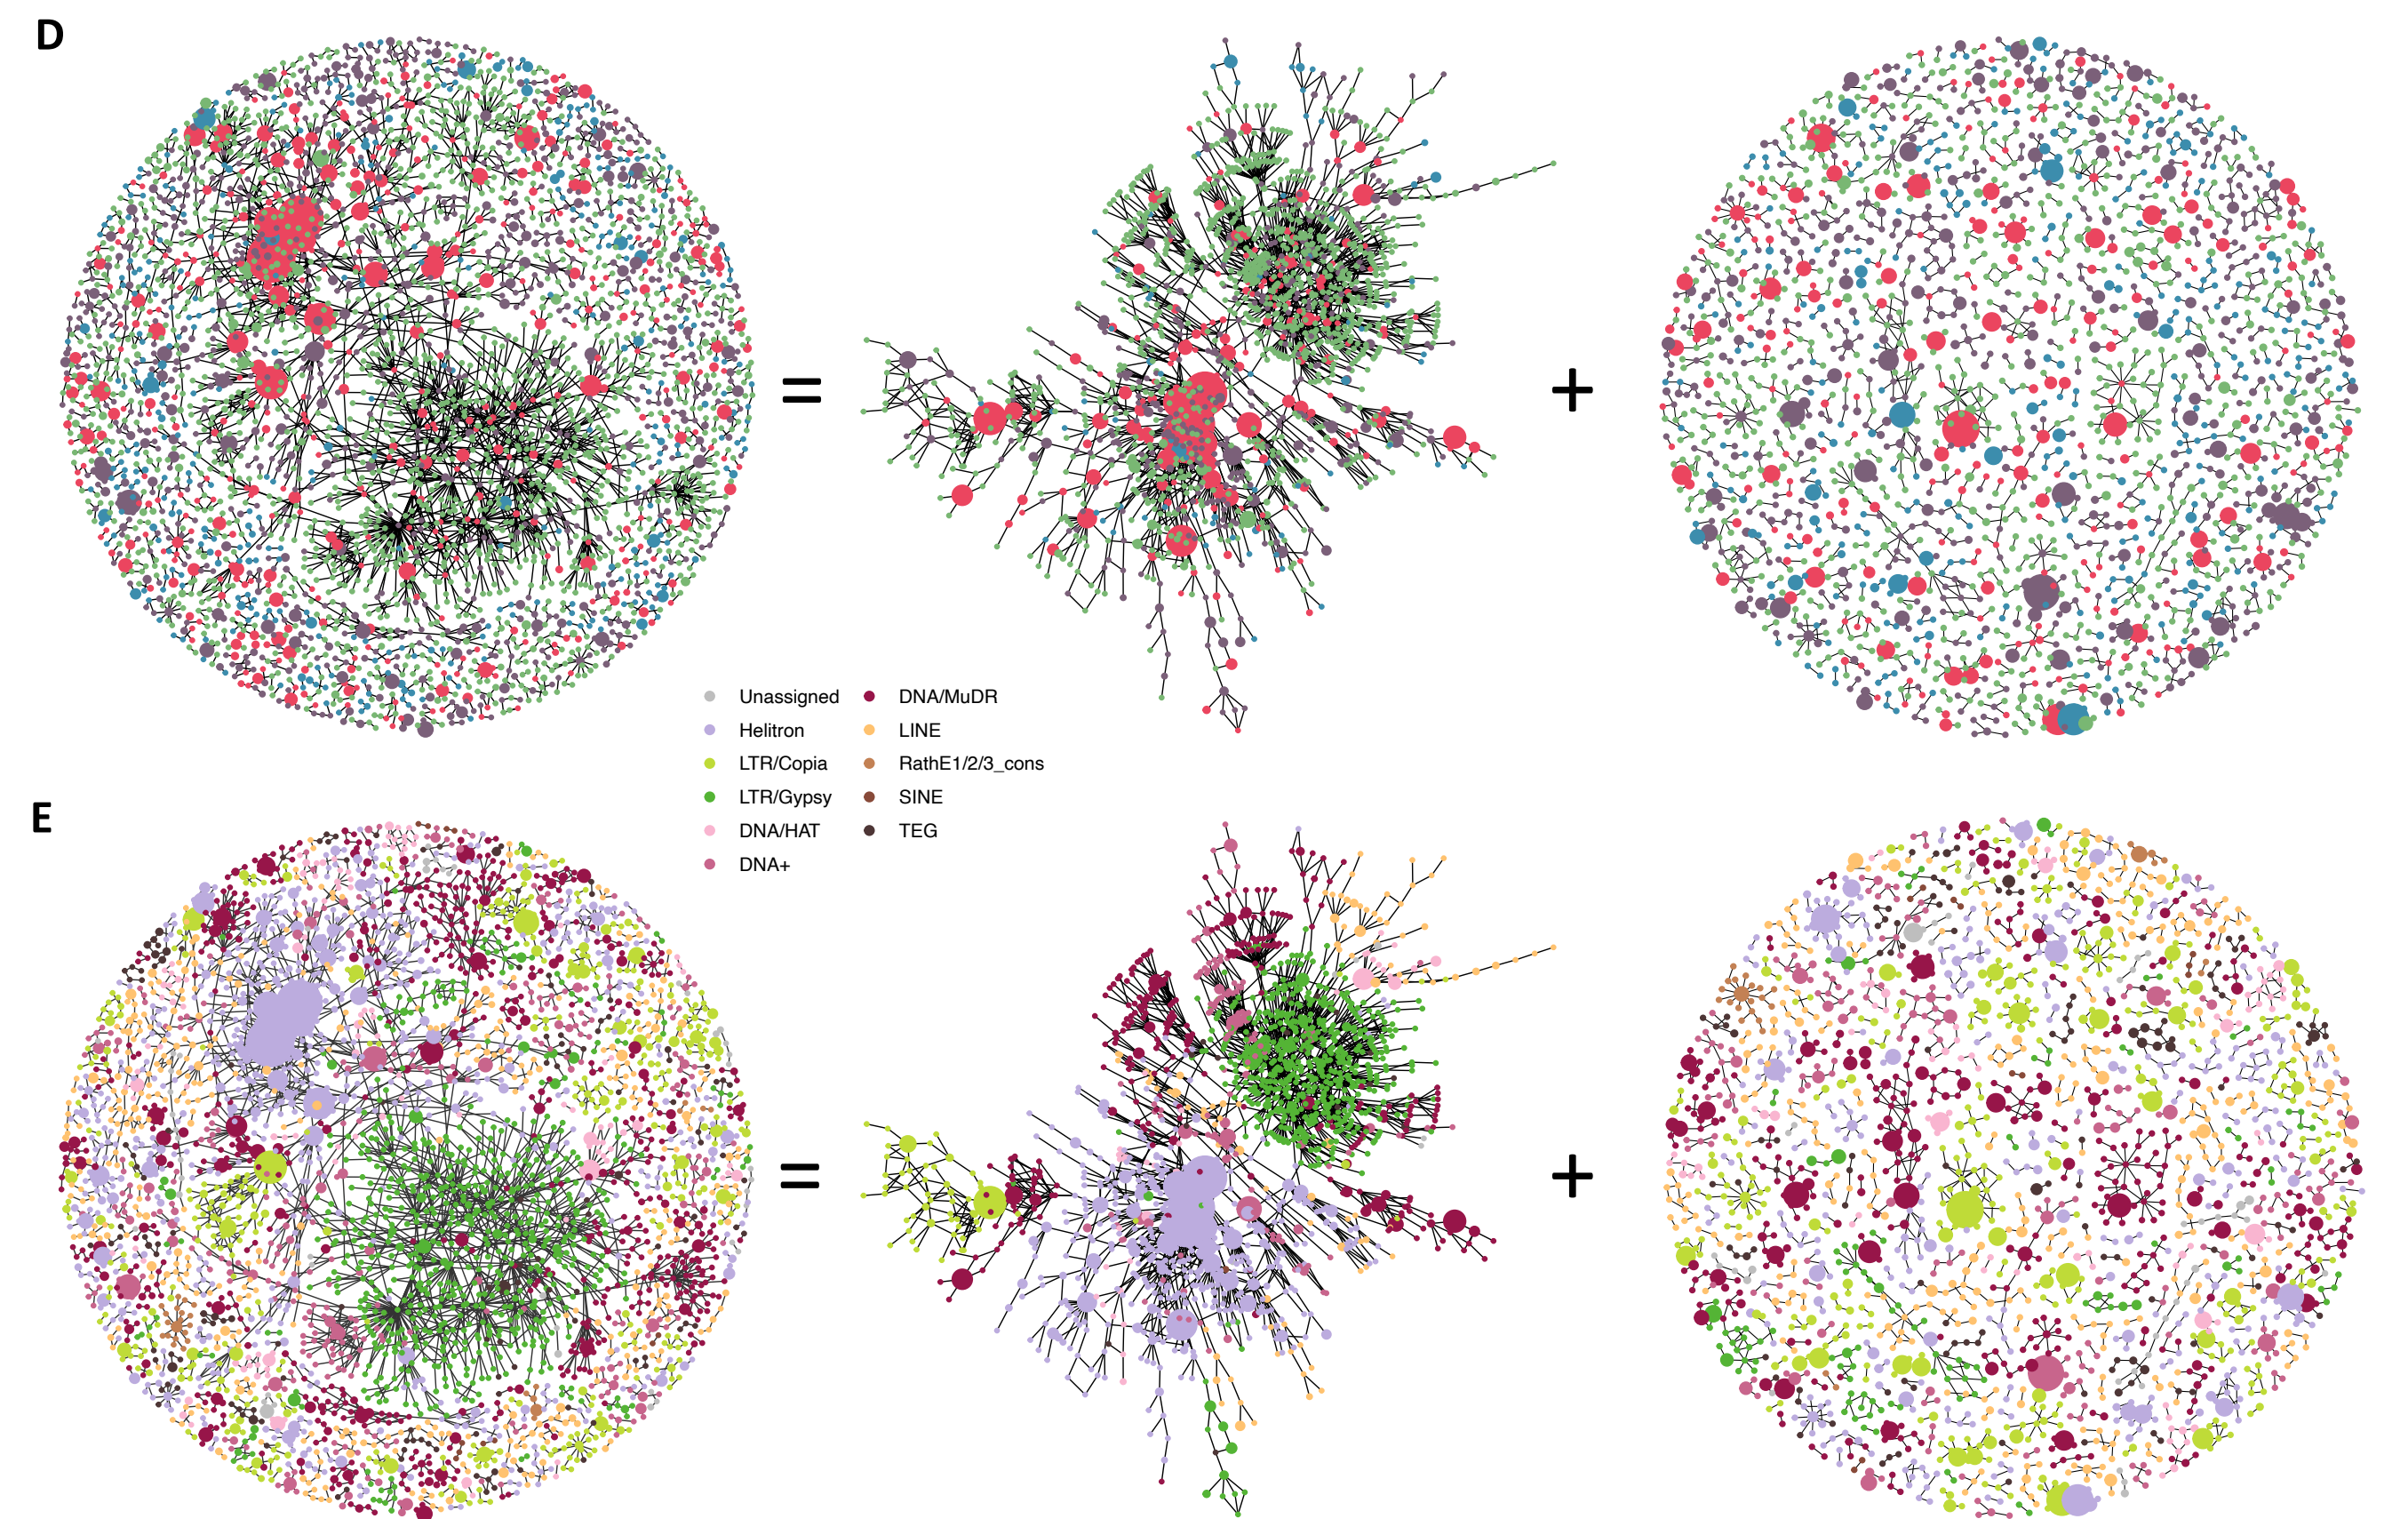 D
= +
Unassigned DNA/MuDR
Helitron LINE
LTR/Copia RathE1/2/3_cons
LTR/Gypsy SINE
DNA/HAT TEG
DNA+
E
= +